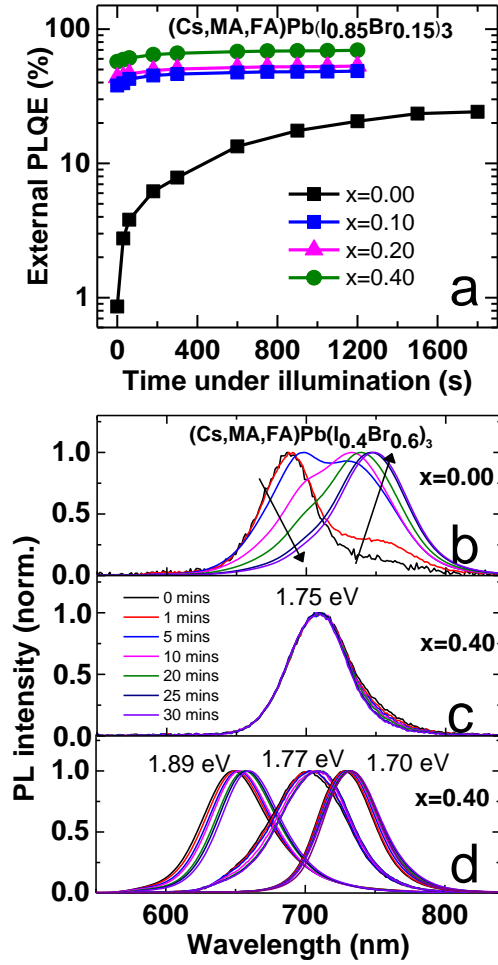 (Cs,MA,FA)Pb(I0.85Br0.15)3
External PLQE (%)
100
10
1
x=0.00
x=0.10
x=0.20
x=0.40
a
0 400 800 1200 1600
Time under illumination (s)
(Cs,MA,FA)Pb(I0.4Br0.6)3
PL intensity (norm.)
1.0
0.5
0.0
x=0.00
b
1.0
0.5
0.0
0 mins
1 mins
5 mins
10 mins
20 mins
25 mins
30 mins
1.75 eV
x=0.40
c
1.0
0.5
0.0
1.89 eV 1.77 eV 1.70 eV
x=0.40
d
600 700 800
Wavelength (nm)